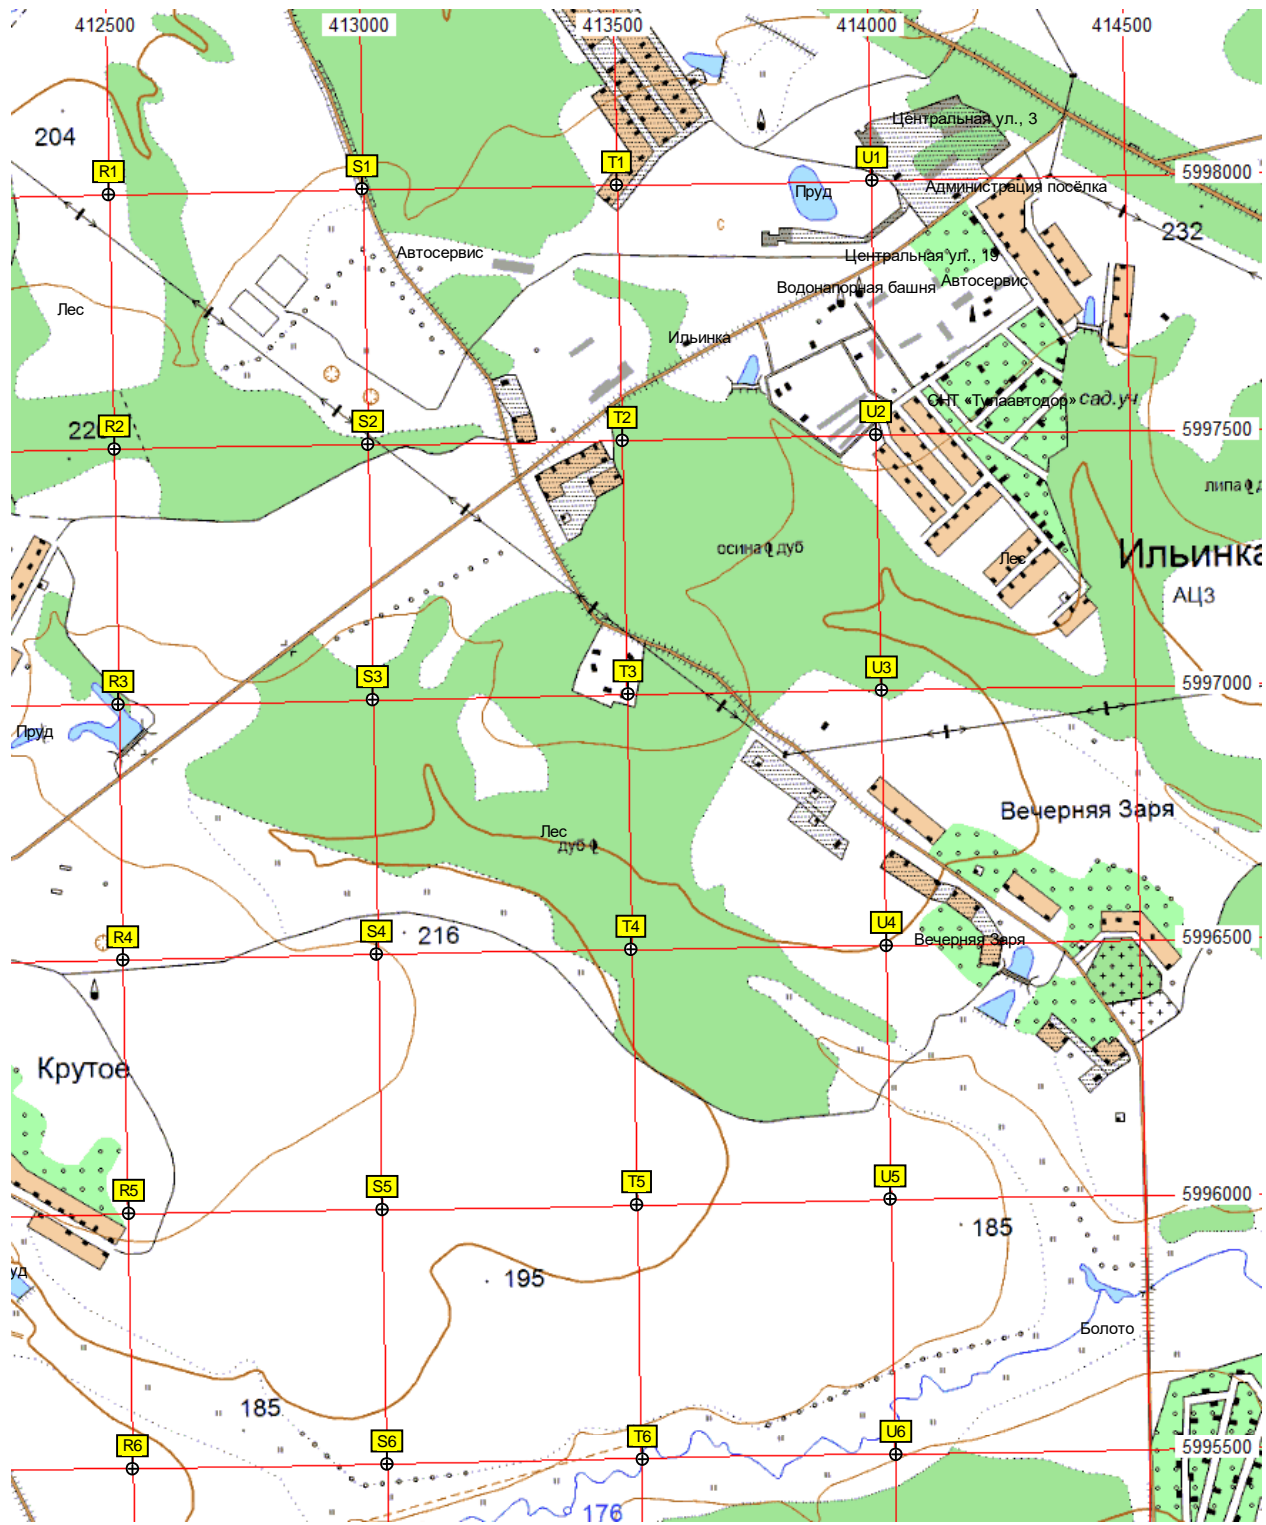 412500 413000 413500 414000 414500
Центральная ул., 3
204
R1 S1 T1 U1
5998000
Пруд
Администрация посёлка
с
232
Автосервис
Центральная ул., 19
Водонапорная башня
Автосервис
Лес
Ильинка
СНТ «Тулаавтодор»
сад.уч
22
R2 S2 T2 U2
5997500
липа
осина дуб
Лес
Ильинка
АЦЗ
R3 S3 T3 U3
5997000
Пруд
Вечерняя Заря
Лес
дуб
R4 S4 T4 U4
216
Вечерняя Заря
5996500
Крутое
R5 S5 T5 U5
5996000
185
уд
195
Болото
185
R6 S6 T6 U6
5995500
176